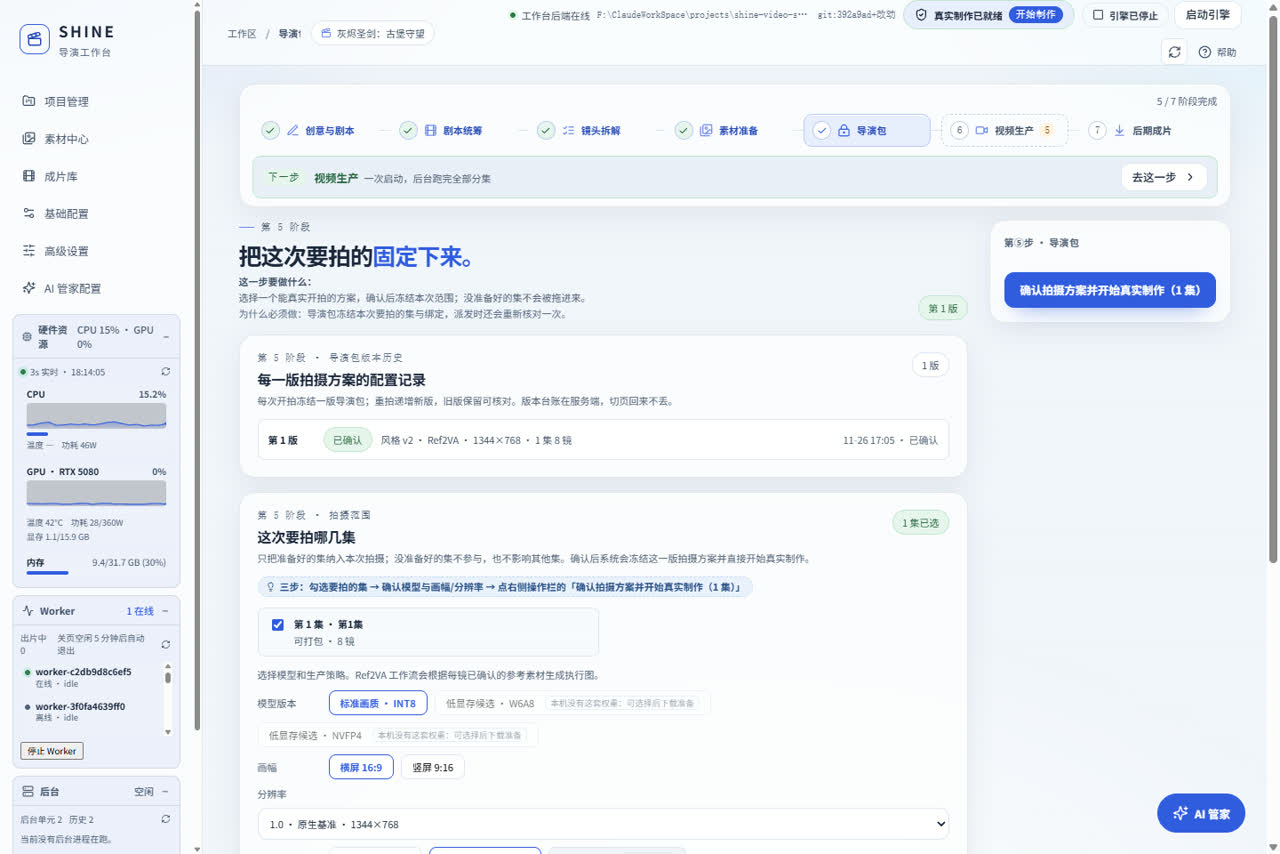 SHINE
导演工作台
项目管理
素材中心
成片库
基础配置
高级设置
AI 管家配置
硬件资源 CPU 15% · GPU 0% −
3s 实时 · 18:14:05
CPU 15.2%
温度 — 功耗 46W
GPU · RTX 5080 0%
温度 42°C 功耗 28/360W
显存 1.1/15.9 GB
内存 9.4/31.7 GB (30%)
Worker 1 在线 −
出片中 0 关页空闲 5 分钟后自动退出
worker-c2db9d8c6ef5
在线 · idle
worker-3f0fa4639ff0
离线 · idle
停止 Worker
后台 空闲 −
后台单元 2 历史 2
当前没有后台进程在跑。
工作区 / 导演
灰烬圣剑：古堡守望
工作台后端在线 F:\ClaudeWorkSpace\projects\shine-video-s··· git:392a9ad+改动
真实制作已就绪 开始制作
引擎已停止
启动引擎
帮助
5 / 7 阶段完成
创意与剧本
剧本统筹
镜头拆解
素材准备
导演包
6 视频生产 5
7 后期成片
下一步 视频生产 一次启动，后台跑完全部分集
去这一步
第 5 阶段
把这次要拍的固定下来。
这一步要做什么：
选择一个能真实开拍的方案，确认后冻结本次范围；没准备好的集不会被拖进来。
为什么必须做：导演包冻结本次要拍的集与绑定，派发时还会重新核对一次。
第 1 版
第⑤步 · 导演包
确认拍摄方案并开始真实制作（1 集）
第 5 阶段 · 导演包版本历史
每一版拍摄方案的配置记录
每次开拍冻结一版导演包；重拍递增新版，旧版保留可核对。版本台账在服务端，切页回来不丢。
1 版
第 1 版 已确认 风格 v2 · Ref2VA · 1344×768 · 1 集 8 镜 11-26 17:05 · 已确认
第 5 阶段 · 拍摄范围
这次要拍哪几集
只把准备好的集纳入本次拍摄；没准备好的集不参与，也不影响其他集。确认后系统会冻结这一版拍摄方案并直接开始真实制作。
1 集已选
三步：勾选要拍的集 → 确认模型与画幅/分辨率 → 点右侧操作栏的「确认拍摄方案并开始真实制作（1 集）」
第 1 集 · 第1集
可打包 · 8 镜
选择模型和生产策略。Ref2VA 工作流会根据每镜已确认的参考素材生成执行图。
模型版本 标准画质 · INT8 低显存候选 · W6A8 本机没有这套权重：可选择后下载准备
低显存候选 · NVFP4 本机没有这套权重：可选择后下载准备
画幅 横屏 16:9 竖屏 9:16
分辨率
1.0 · 原生基准 · 1344×768
AI 管家